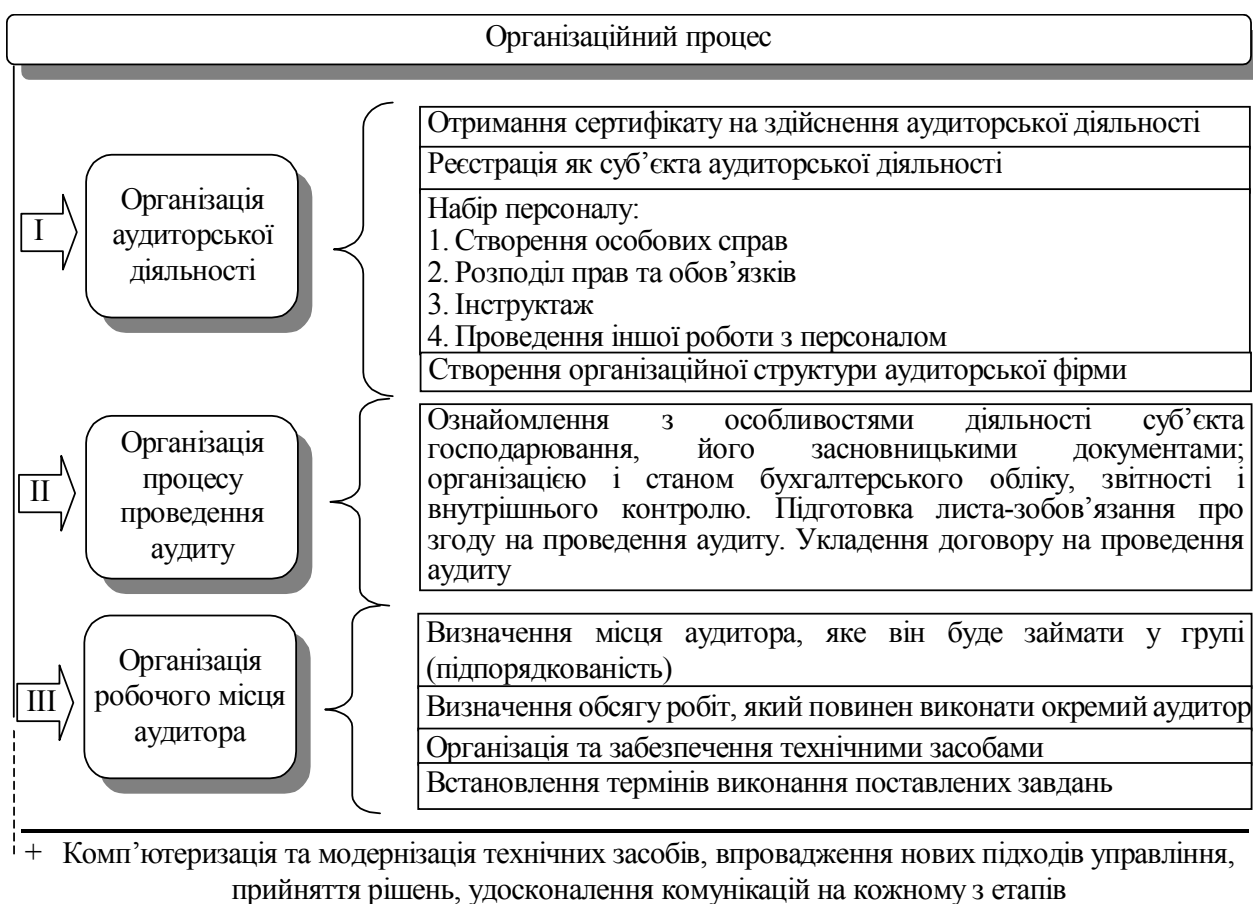 Організаційний процес
I
Організація
аудиторської
діяльності
Отримання сертифікату на здійснення аудиторської діяльності
Реєстрація як суб’єкта аудиторської діяльності
Набір персоналу:
1. Створення особових справ
2. Розподіл прав та обов’язків
3. Інструктаж
4. Проведення іншої роботи з персоналом
Створення організаційної структури аудиторської фірми
II
Організація
процесу
проведення
аудиту
Ознайомлення з особливостями діяльності суб’єкта
господарювання, його засновницькими документами;
організацією і станом бухгалтерського обліку, звітності і
внутрішнього контролю. Підготовка листа-зобов’язання про
згоду на проведення аудиту. Укладення договору на проведення
аудиту
III
Організація
робочого місця
аудитора
Визначення місця аудитора, яке він буде займати у групі
(підпорядкованість)
Визначення обсягу робіт, який повинен виконати окремий аудитор
Організація та забезпечення технічними засобами
Встановлення термінів виконання поставлених завдань
+ Комп’ютеризація та модернізація технічних засобів, впровадження нових підходів управління,
прийняття рішень, удосконалення комунікацій на кожному з етапів